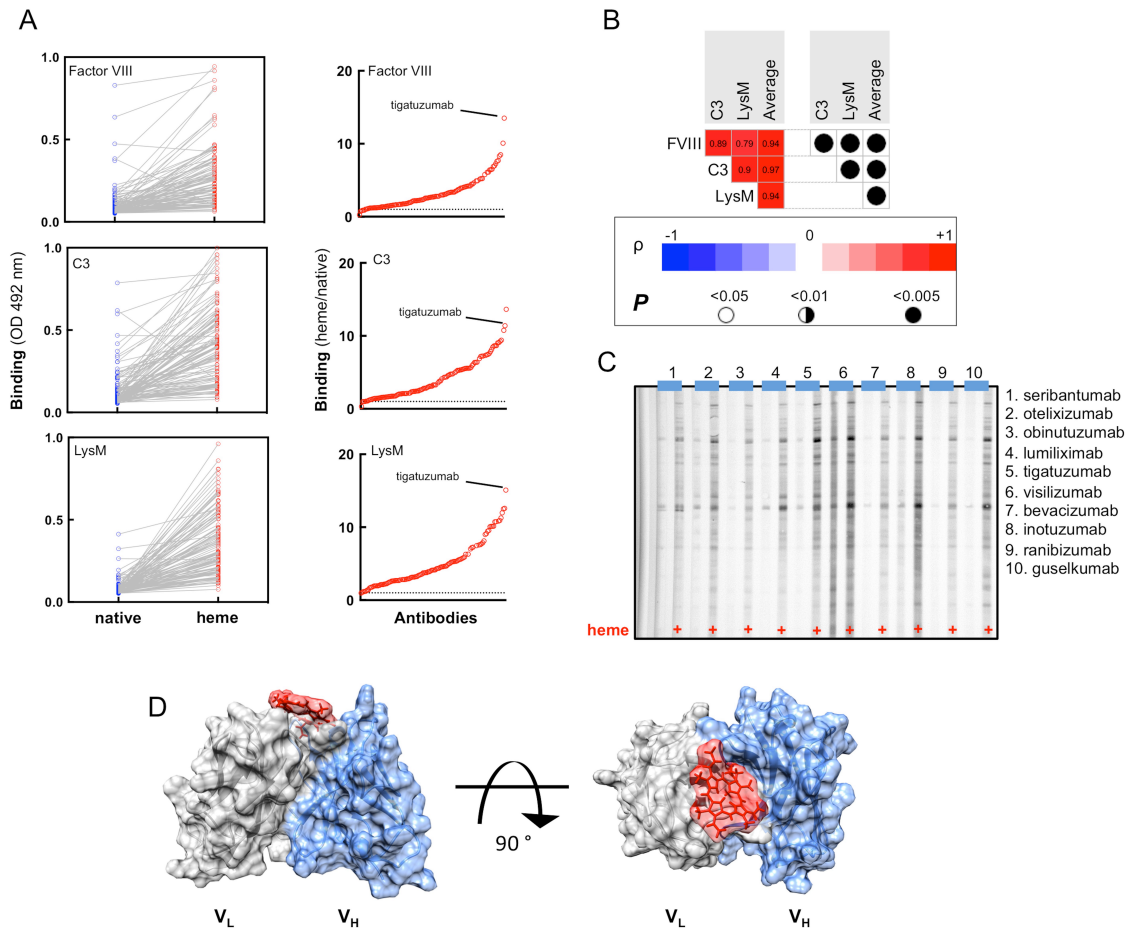 A
Factor VIII
1.0
0.5
0.0
C3
1.0
0.5
0.0
LysM
1.0
0.5
0.0
native heme
Binding (OD 492 nm)
Factor VIII
tigatuzumab
20
10
0
C3
tigatuzumab
20
10
0
LysM
tigatuzumab
20
10
0
Antibodies
Binding (heme/native)
B
C3 LysM Average C3 LysM Average
FVIII 0.89 0.79 0.94
C3 0.9 0.97
LysM 0.94
ρ -1 0 +1
P <0.05 <0.01 <0.005
C
1 2 3 4 5 6 7 8 9 10
heme + + + + + + + + + +
1. seribantumab
2. otelixizumab
3. obinutuzumab
4. lumiliximab
5. tigatuzumab
6. visilizumab
7. bevacizumab
8. inotuzumab
9. ranibizumab
10. guselkumab
D
90 °
VL VH VL VH